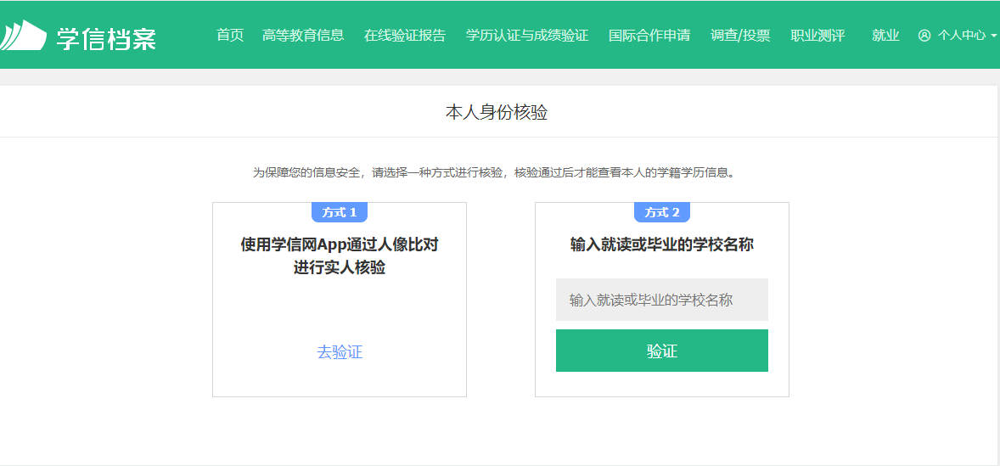 学信档案
首页 高等教育信息 在线验证报告 学历认证与成绩验证 国际合作申请 调查/投票 职业测评 就业 个人中心
本人身份核验
为保障您的信息安全，请选择一种方式进行核验，核验通过后才能查看本人的学籍学历信息。
方式 1
使用学信网App通过人像比对
进行实人核验
去验证
方式 2
输入就读或毕业的学校名称
输入就读或毕业的学校名称
验证